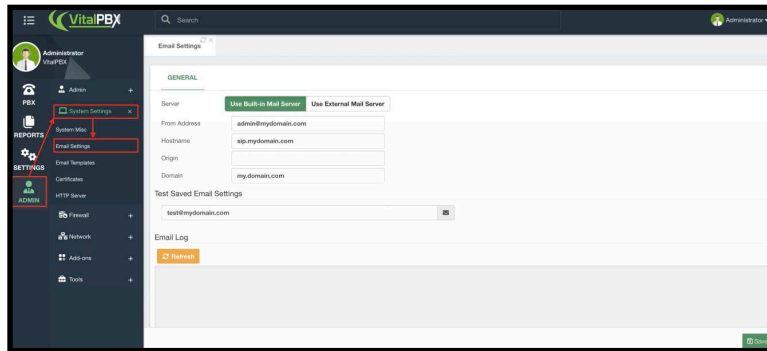 VitalPBX
Search
Administrator
Administrator
VitalPBX
Email Settings
PBX
REPORTS
SETTINGS
ADMIN
Admin
System Settings
System Misc
Email Settings
Email Templates
Certificates
HTTP Server
Firewall
Network
Add-ons
Tools
GENERAL
Server
Use Built-in Mail Server
Use External Mail Server
From Address
admin@mydomain.com
Hostname
sip.mydomain.com
Origin
Domain
my.domain.com
Test Saved Email Settings
test@mydomain.com
Email Log
Refresh
Save